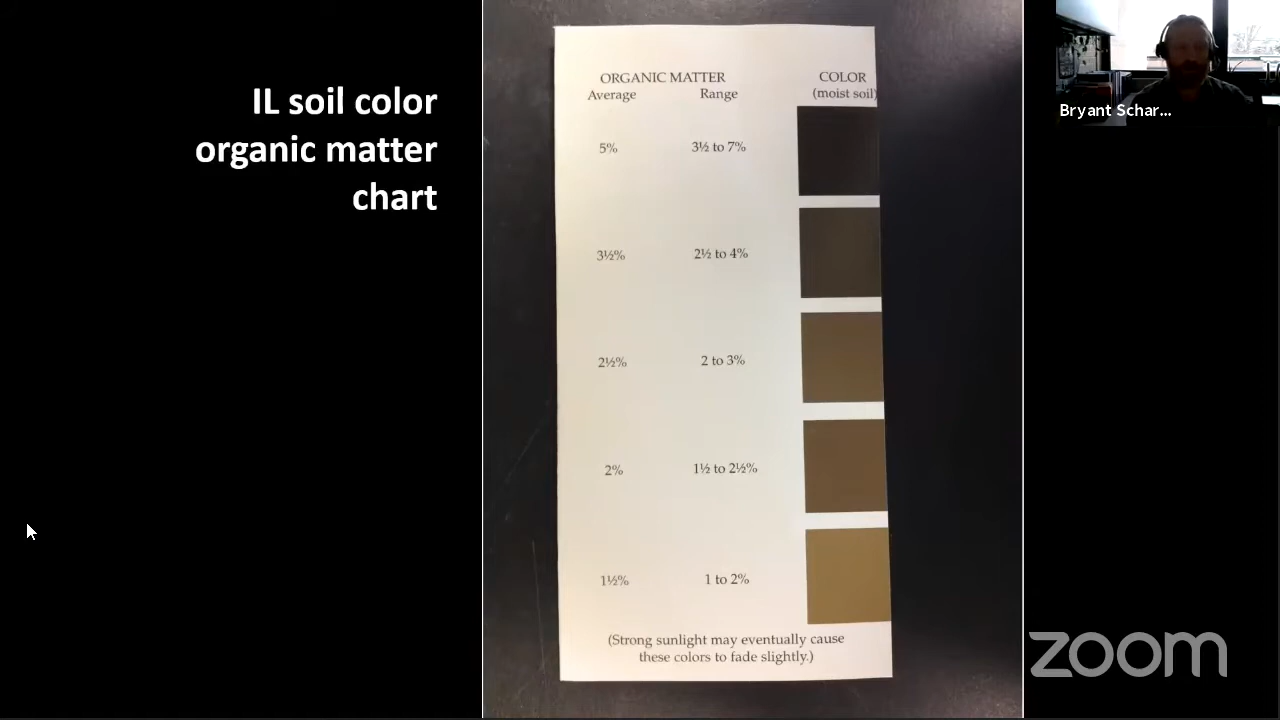 IL soil color
organic matter
chart
ORGANIC MATTER COLOR
Average Range (moist soil)
5% 3½ to 7%
3½% 2½ to 4%
2½% 2 to 3%
2% 1½ to 2½%
1½% 1 to 2%
(Strong sunlight may eventually cause
these colors to fade slightly.)
Bryant Schar...
zoom